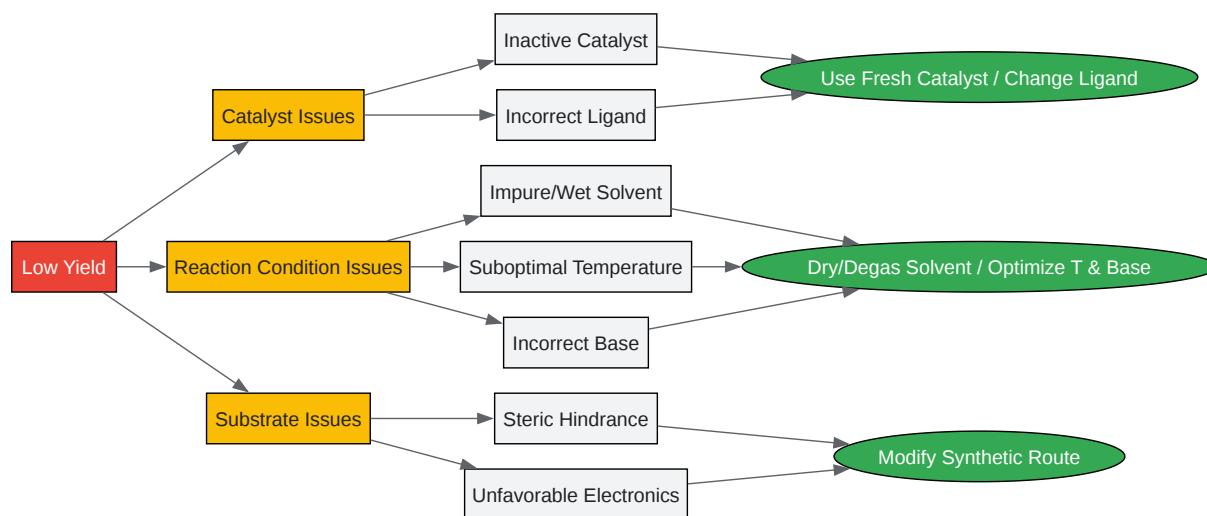 Low Yield
Catalyst Issues
Reaction Condition Issues
Substrate Issues
Inactive Catalyst
Incorrect Ligand
Impure/Wet Solvent
Suboptimal Temperature
Incorrect Base
Steric Hindrance
Unfavorable Electronics
Use Fresh Catalyst / Change Ligand
Dry/Degas Solvent / Optimize T & Base
Modify Synthetic Route